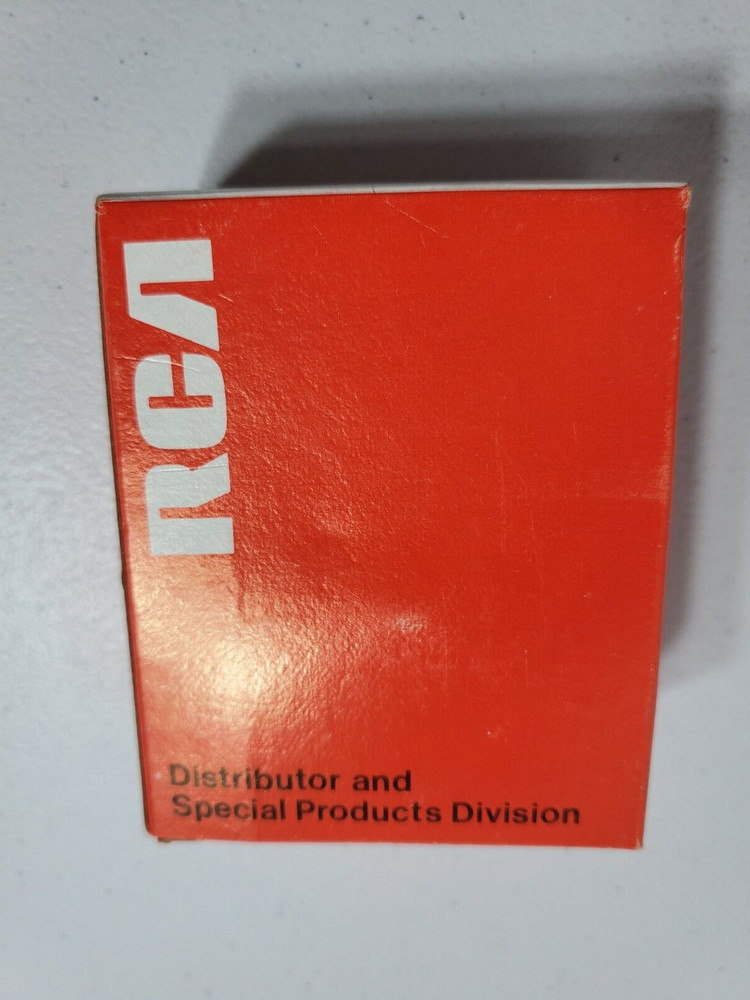 RCA
Distributor and
Special Products Division